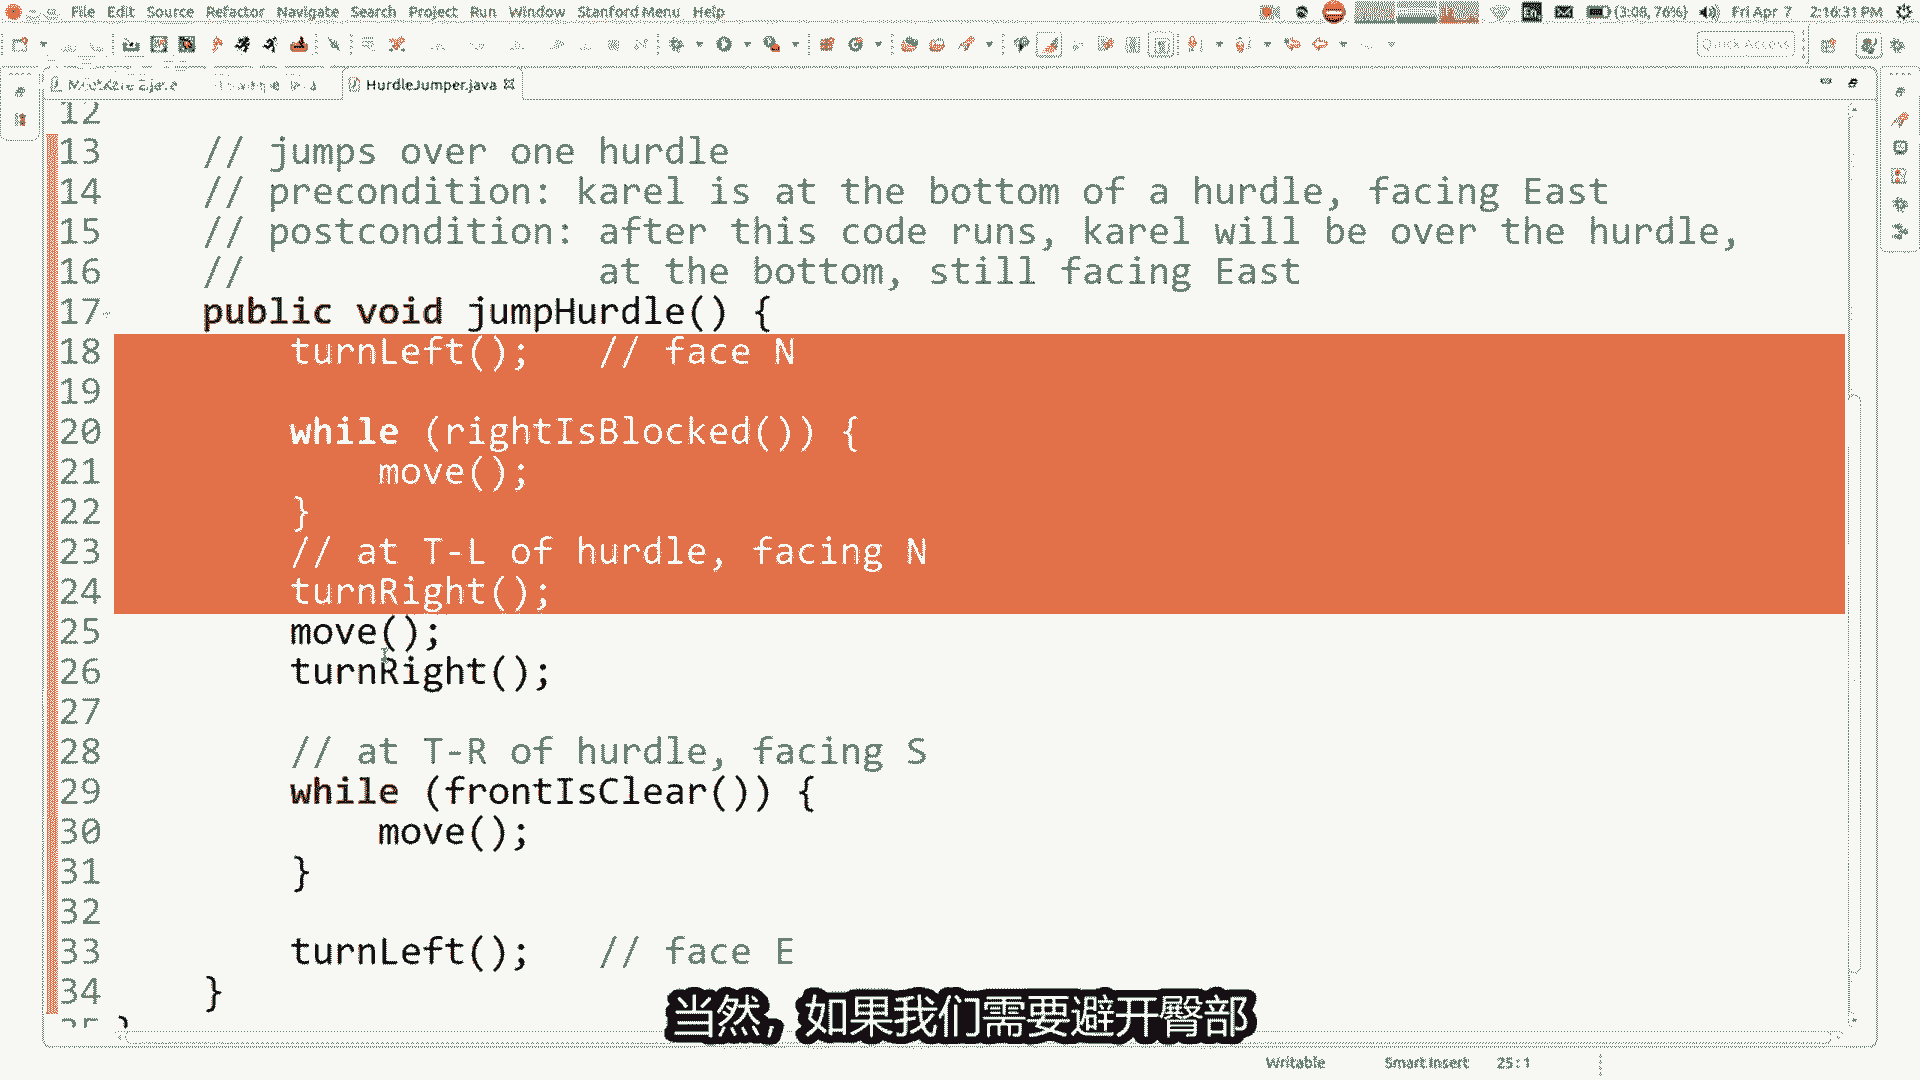 File Edit Source Refactor Navigate Search Project Run Window Stanford Menu Help
(3:08, 76%) Fri Apr 7 2:16:31 PM
Quick Access
HurdleJumper.java
12
13 // jumps over one hurdle
14 // precondition: karel is at the bottom of a hurdle, facing East
15 // postcondition: after this code runs, karel will be over the hurdle,
16 // at the bottom, still facing East
17 public void jumpHurdle() {
18 turnLeft(); // face N
19
20 while (rightIsBlocked()) {
21 move();
22 }
23 // at T-L of hurdle, facing N
24 turnRight();
25 move();
26 turnRight();
27
28 // at T-R of hurdle, facing S
29 while (frontIsClear()) {
30 move();
31 }
32
33 turnLeft(); // face E
34 }
}
当然，如果我们需要避开臀部
Writable Smart Insert 25 : 1